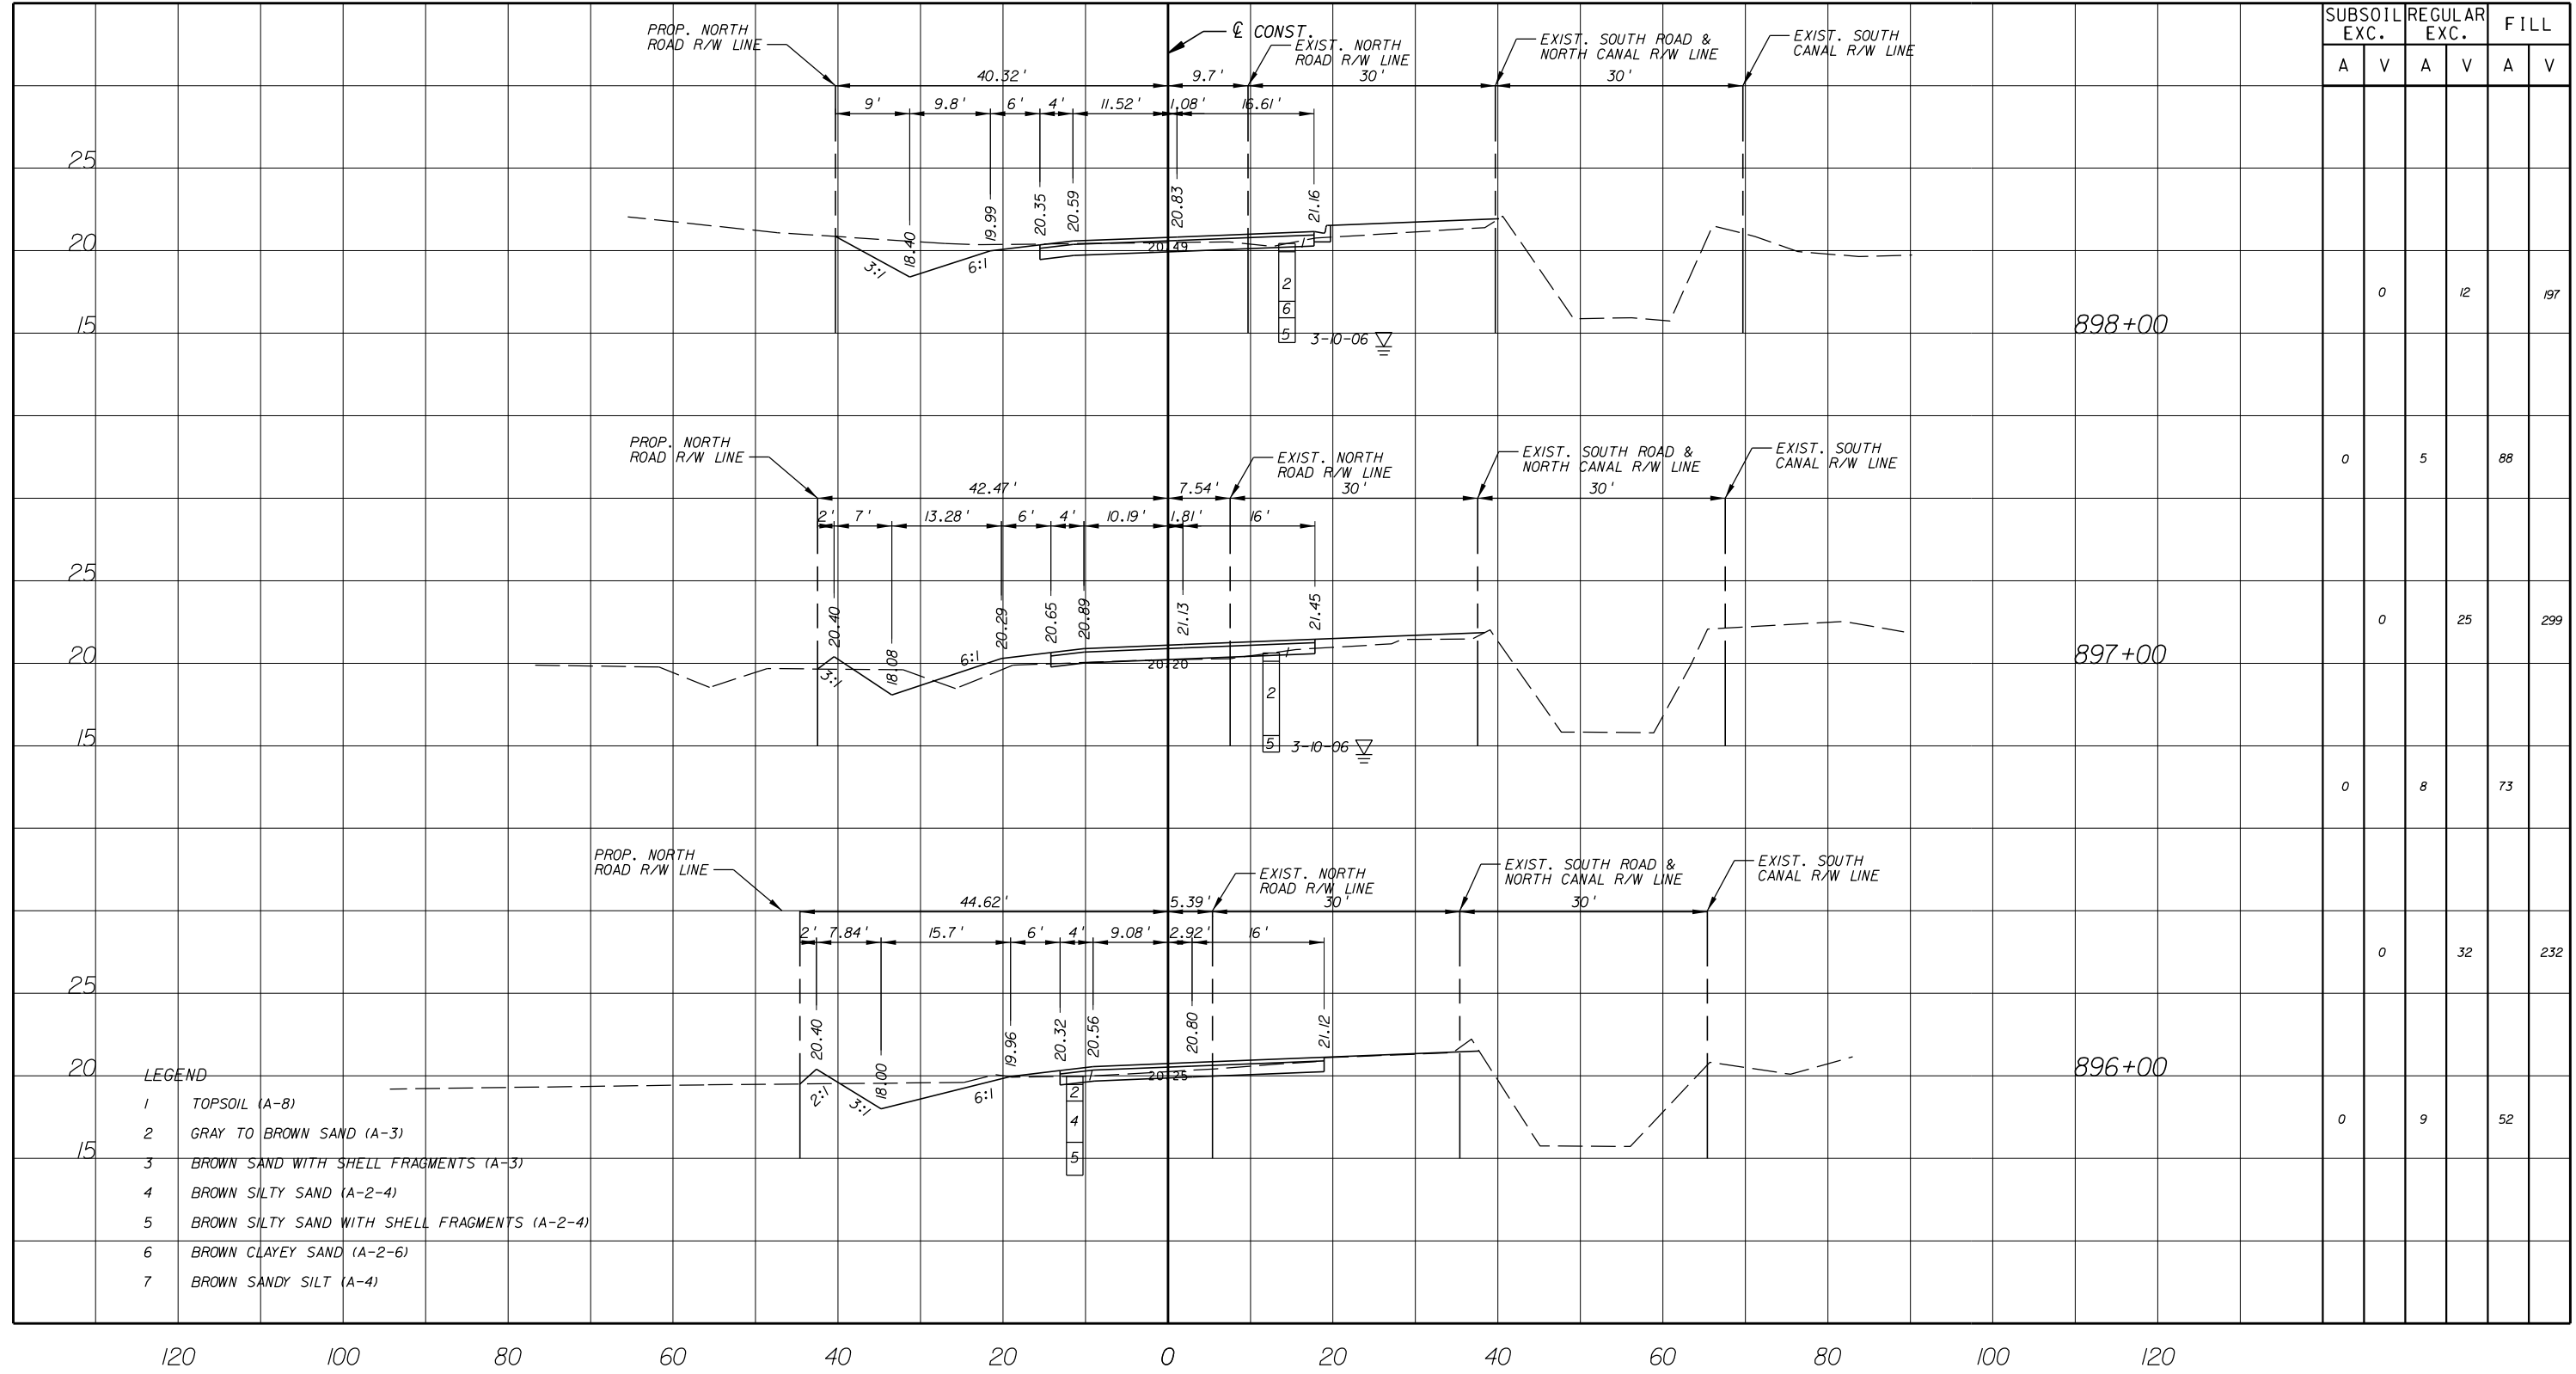 SUBSOIL EXC. REGULAR EXC. FILL
A V A V A V
PROP. NORTH
ROAD R/W LINE
℄ CONST.
EXIST. NORTH
ROAD R/W LINE
EXIST. SOUTH ROAD &
NORTH CANAL R/W LINE
EXIST. SOUTH
CANAL R/W LINE
40.32' 9.7' 30' 30'
9' 9.8' 6' 4' 11.52' 1.08' 16.61'
25
18.40 19.99 20.35 20.59 20.83 21.16
20
20.49
1
3:1 6:1
2
6
5
3-10-06
15
898+00
0 12 197
PROP. NORTH
ROAD R/W LINE
EXIST. NORTH
ROAD R/W LINE
EXIST. SOUTH ROAD &
NORTH CANAL R/W LINE
EXIST. SOUTH
CANAL R/W LINE
0 5 88
42.47' 7.54' 30' 30'
2' 7' 13.28' 6' 4' 10.19' 1.81' 16'
25
20.40 18.08 20.29 20.65 20.89 21.13 21.45
0 25 299
20
20.20
1
3:1 6:1
2
5
3-10-06
15
897+00
0 8 73
PROP. NORTH
ROAD R/W LINE
EXIST. NORTH
ROAD R/W LINE
EXIST. SOUTH ROAD &
NORTH CANAL R/W LINE
EXIST. SOUTH
CANAL R/W LINE
44.62' 5.39' 30' 30'
2' 7.84' 15.7' 6' 4' 9.08' 2.92' 16'
0 32 232
25
20.40 18.00 19.96 20.32 20.56 20.80 21.12
20
20.25
1
2:1 3:1 6:1
2
4
5
15
896+00
0 9 52
LEGEND
1 TOPSOIL (A-8)
2 GRAY TO BROWN SAND (A-3)
3 BROWN SAND WITH SHELL FRAGMENTS (A-3)
4 BROWN SILTY SAND (A-2-4)
5 BROWN SILTY SAND WITH SHELL FRAGMENTS (A-2-4)
6 BROWN CLAYEY SAND (A-2-6)
7 BROWN SANDY SILT (A-4)
120 100 80 60 40 20 0 20 40 60 80 100 120